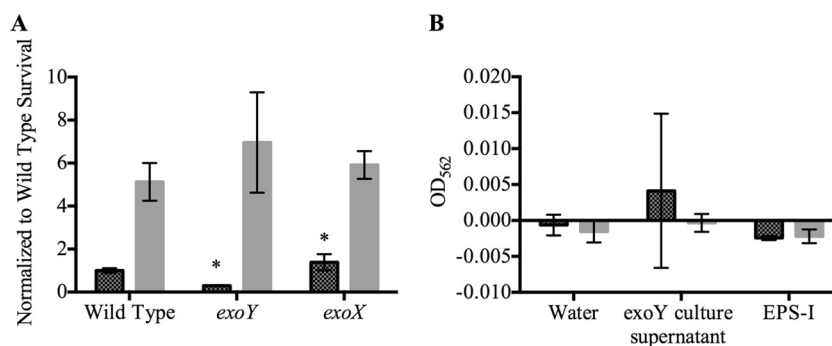 A
Normalized to Wild Type Survival
10
8
6
4
2
0
*
*
Wild Type
exoY
exoX
B
OD562
0.020
0.015
0.010
0.005
0.000
-0.005
-0.010
Water
exoY culture
supernatant
EPS-I